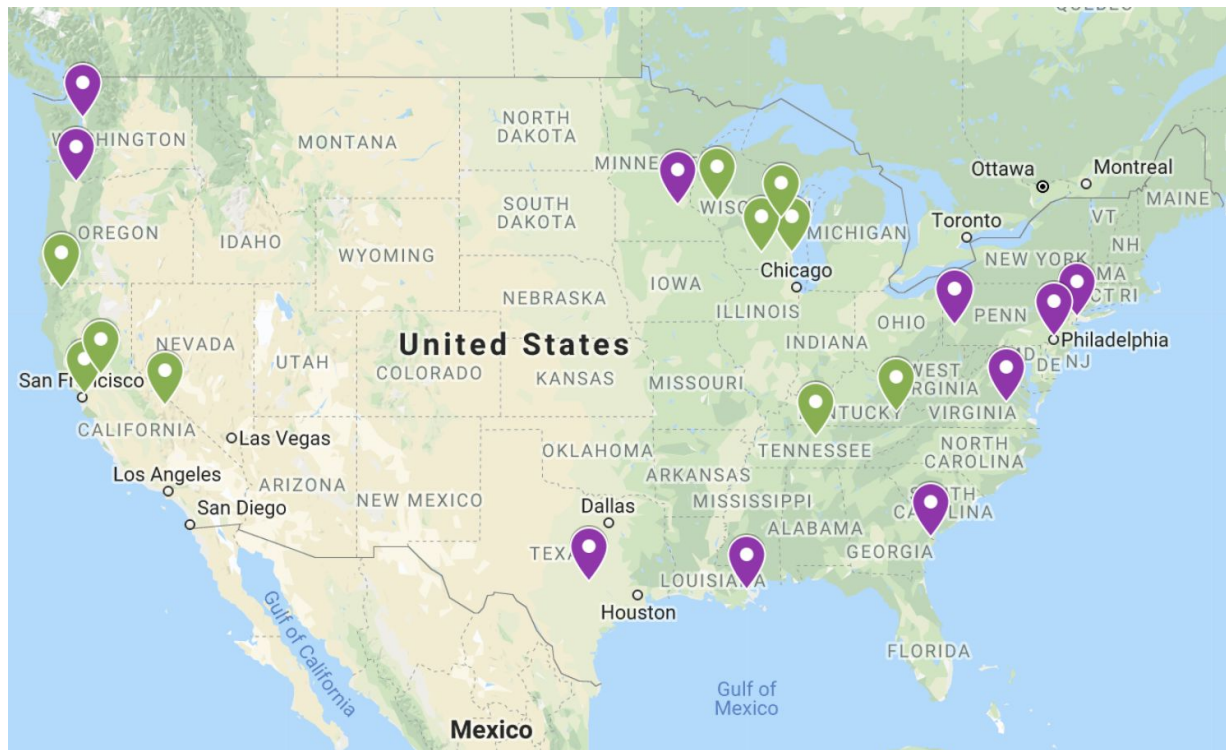 QUEBEC
WASHINGTON
MONTANA
NORTH
DAKOTA
MINNE
Ottawa
Montreal
MAINE
OREGON
IDAHO
SOUTH
DAKOTA
WISCONSIN
MICHIGAN
Toronto
VT
NH
WYOMING
NEW YORK
MA
CT RI
Chicago
IOWA
NEBRASKA
ILLINOIS
OHIO
PENN
NEVADA
UTAH
COLORADO
United States
KANSAS
MISSOURI
INDIANA
MD
DE
NJ
Philadelphia
WEST
VIRGINIA
San Francisco
CALIFORNIA
Las Vegas
KENTUCKY
VIRGINIA
OKLAHOMA
TENNESSEE
NORTH
CAROLINA
Los Angeles
ARIZONA
NEW MEXICO
ARKANSAS
MISSISSIPPI
SOUTH
CAROLINA
San Diego
Dallas
ALABAMA
TEXAS
GEORGIA
LOUISIANA
Houston
Gulf of California
FLORIDA
Gulf of
Mexico
Mexico